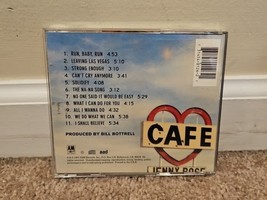 1. RUN, BABY, RUN 4:53
2. LEAVING LAS VEGAS 5:10
3. STRONG ENOUGH 3:10
4. CAN'T CRY ANYMORE 3:41
5. SOLIDIFY 4:08
6. THE NA-NA SONG 3:12
7. NO ONE SAID IT WOULD BE EASY 5:29
8. WHAT I CAN DO FOR YOU 4:15
9. ALL I WANNA DO 4:32
10. WE DO WHAT WE CAN 5:38
11. I SHALL BELIEVE 5:34
PRODUCED BY BILL BOTTRELL
CAFE
JENNY ROSE